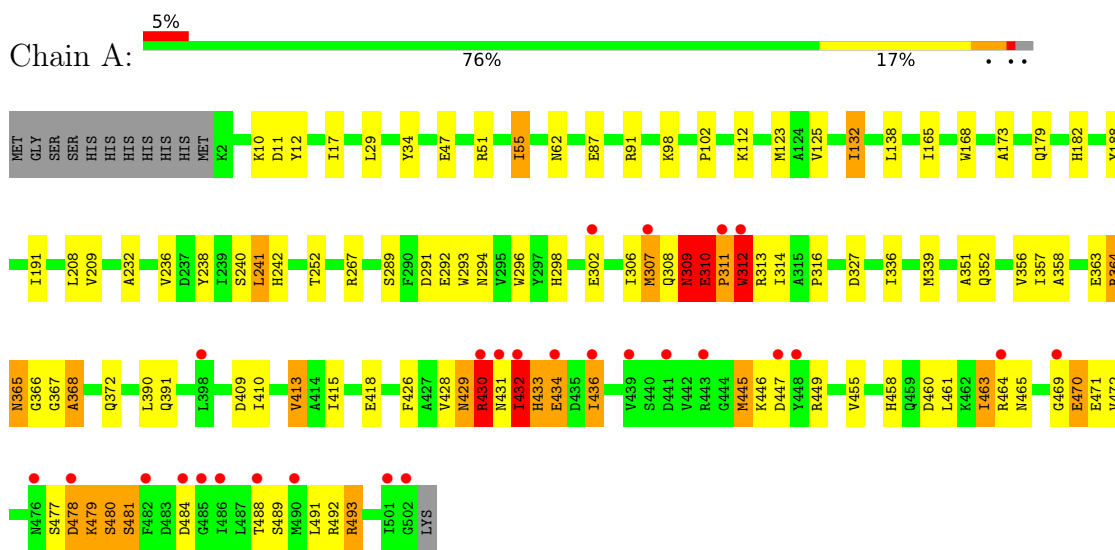 5%
Chain A:
76% 17% • • •
MET GLY SER SER HIS HIS HIS HIS HIS HIS MET K2 K10 D11 Y12 I17 L29 Y34 E47 R51 I55 N62 E87 R91 K98 P102 K112 M123 A124 V125 I132 L138 I165 W168 A173 Q179 H182
I191 L208 V209 A232 V236 D237 Y238 I239 S240 L241 H242 T252 R267 S289 F290 D291 E292 W293 N294 V295 W296 Y297 H298 E302 I306 M307 Q308 N309 E310 P311 W312 R313 I314 A315 P316 D327 I336 M339 A351 Q352 V356 I357 A358 E363
N365 G366 G367 A368 Q372 L390 Q391 L398 D409 I410 V413 A414 I415 E418 F426 A427 V428 N429 R430 N431 I432 H433 E434 D435 I436 V439 S440 D441 V442 R443 G444 M445 K446 D447 Y448 R449 V455 H458 Q459 D460 L461 K462 I463 R464 N465 G469 E470 E471
N476 S477 D478 K479 S480 S481 F482 D483 D484 G485 I486 L487 T488 S489 M490 L491 R492 R493 I501 G502 LYS